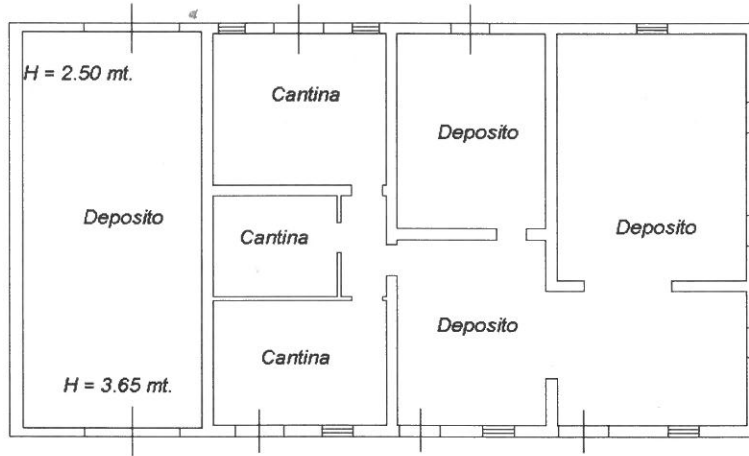 H = 2.50 mt.
Cantina
Deposito
Deposito
Cantina
Deposito
Deposito
Cantina
H = 3.65 mt.